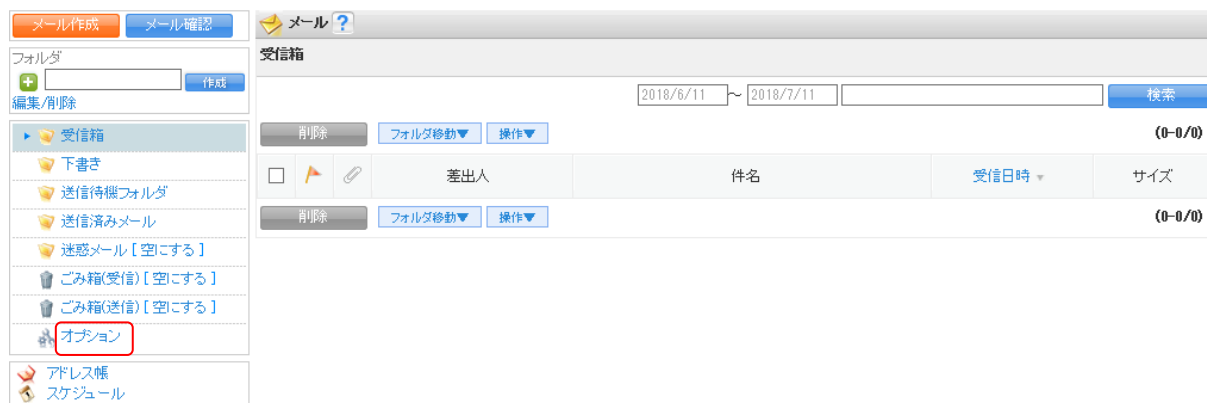 メール作成 メール確認
フォルダ
作成
編集/削除
受信箱
下書き
送信待機フォルダ
送信済みメール
迷惑メール [ 空にする ]
ごみ箱(受信) [ 空にする ]
ごみ箱(送信) [ 空にする ]
オプション
アドレス帳
スケジュール
メール ?
受信箱
2018/6/11 ～ 2018/7/11 検索
削除 フォルダ移動▼ 操作▼ (0-0/0)
差出人 件名 受信日時 ▼ サイズ
削除 フォルダ移動▼ 操作▼ (0-0/0)